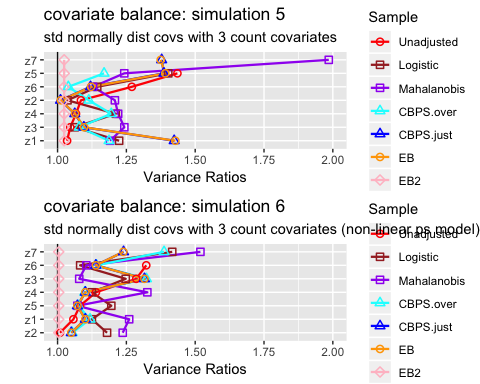 covariate balance: simulation 5
std normally dist covs with 3 count covariates
z7
z5
z6
z2
z4
z3
z1
1.00
1.25
1.50
1.75
2.00
Variance Ratios
Sample
Unadjusted
Logistic
Mahalanobis
CBPS.over
CBPS.just
EB
EB2
covariate balance: simulation 6
std normally dist covs with 3 count covariates (non-linear ps model)
z7
z6
z3
z4
z5
z1
z2
1.00
1.25
1.50
1.75
2.00
Variance Ratios
Sample
Unadjusted
Logistic
Mahalanobis
CBPS.over
CBPS.just
EB
EB2